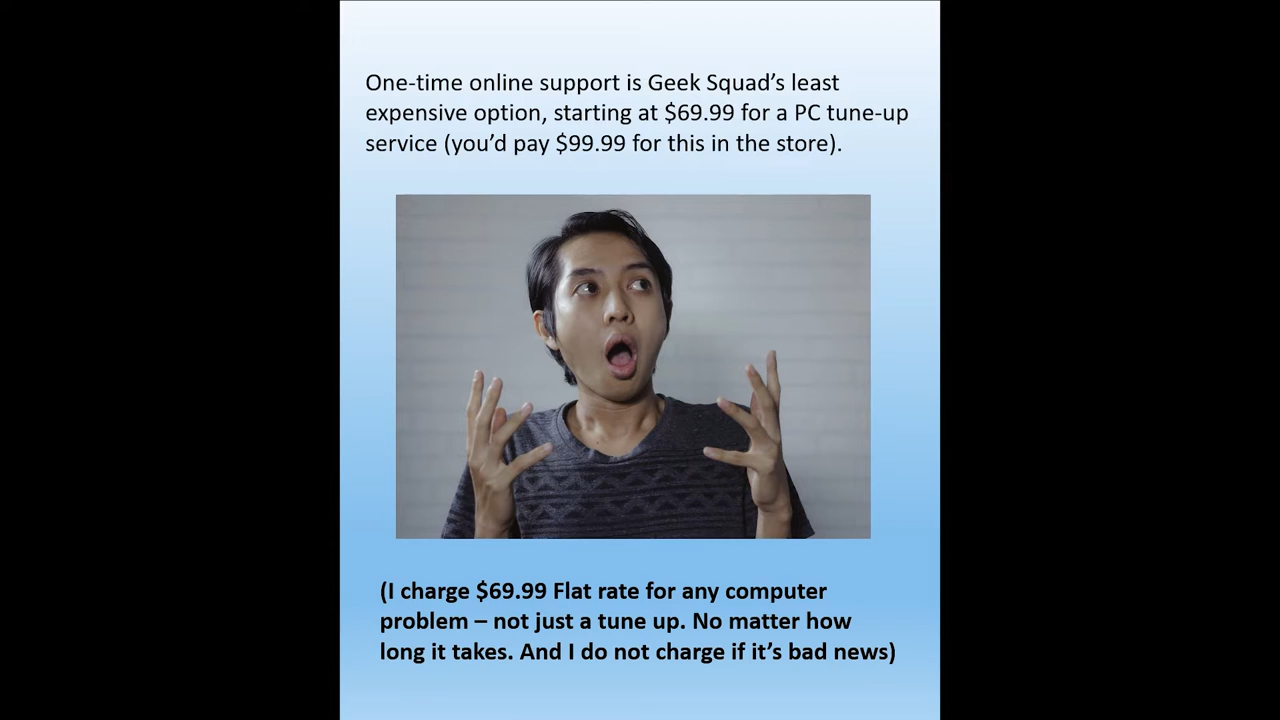 One-time online support is Geek Squad’s least
expensive option, starting at $69.99 for a PC tune-up
service (you’d pay $99.99 for this in the store).
(I charge $69.99 Flat rate for any computer
problem – not just a tune up. No matter how
long it takes. And I do not charge if it’s bad news)